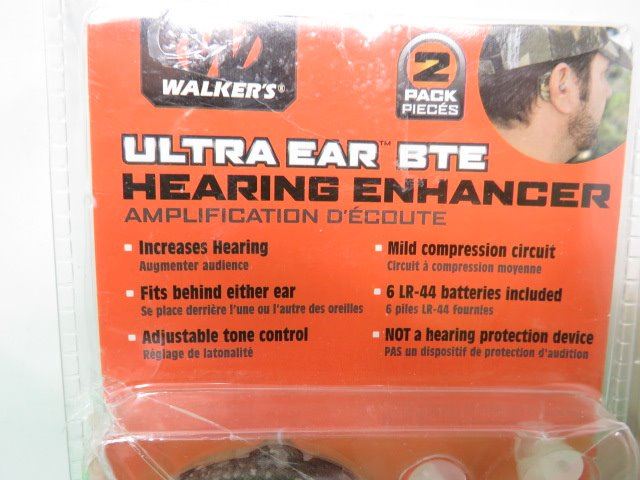 WALKER'S®
2
PACK
PIECÉS
ULTRA EAR™ BTE
HEARING ENHANCER
AMPLIFICATION D'ÉCOUTE
▪ Increases Hearing
Augmenter audience
▪ Fits behind either ear
Se place derrière l'une ou l'autre des oreilles
▪ Adjustable tone control
Réglage de latonalité
▪ Mild compression circuit
Circuit à compression moyenne
▪ 6 LR-44 batteries included
6 piles LR-44 fournies
▪ NOT a hearing protection device
PAS un dispositif de protection d'audition